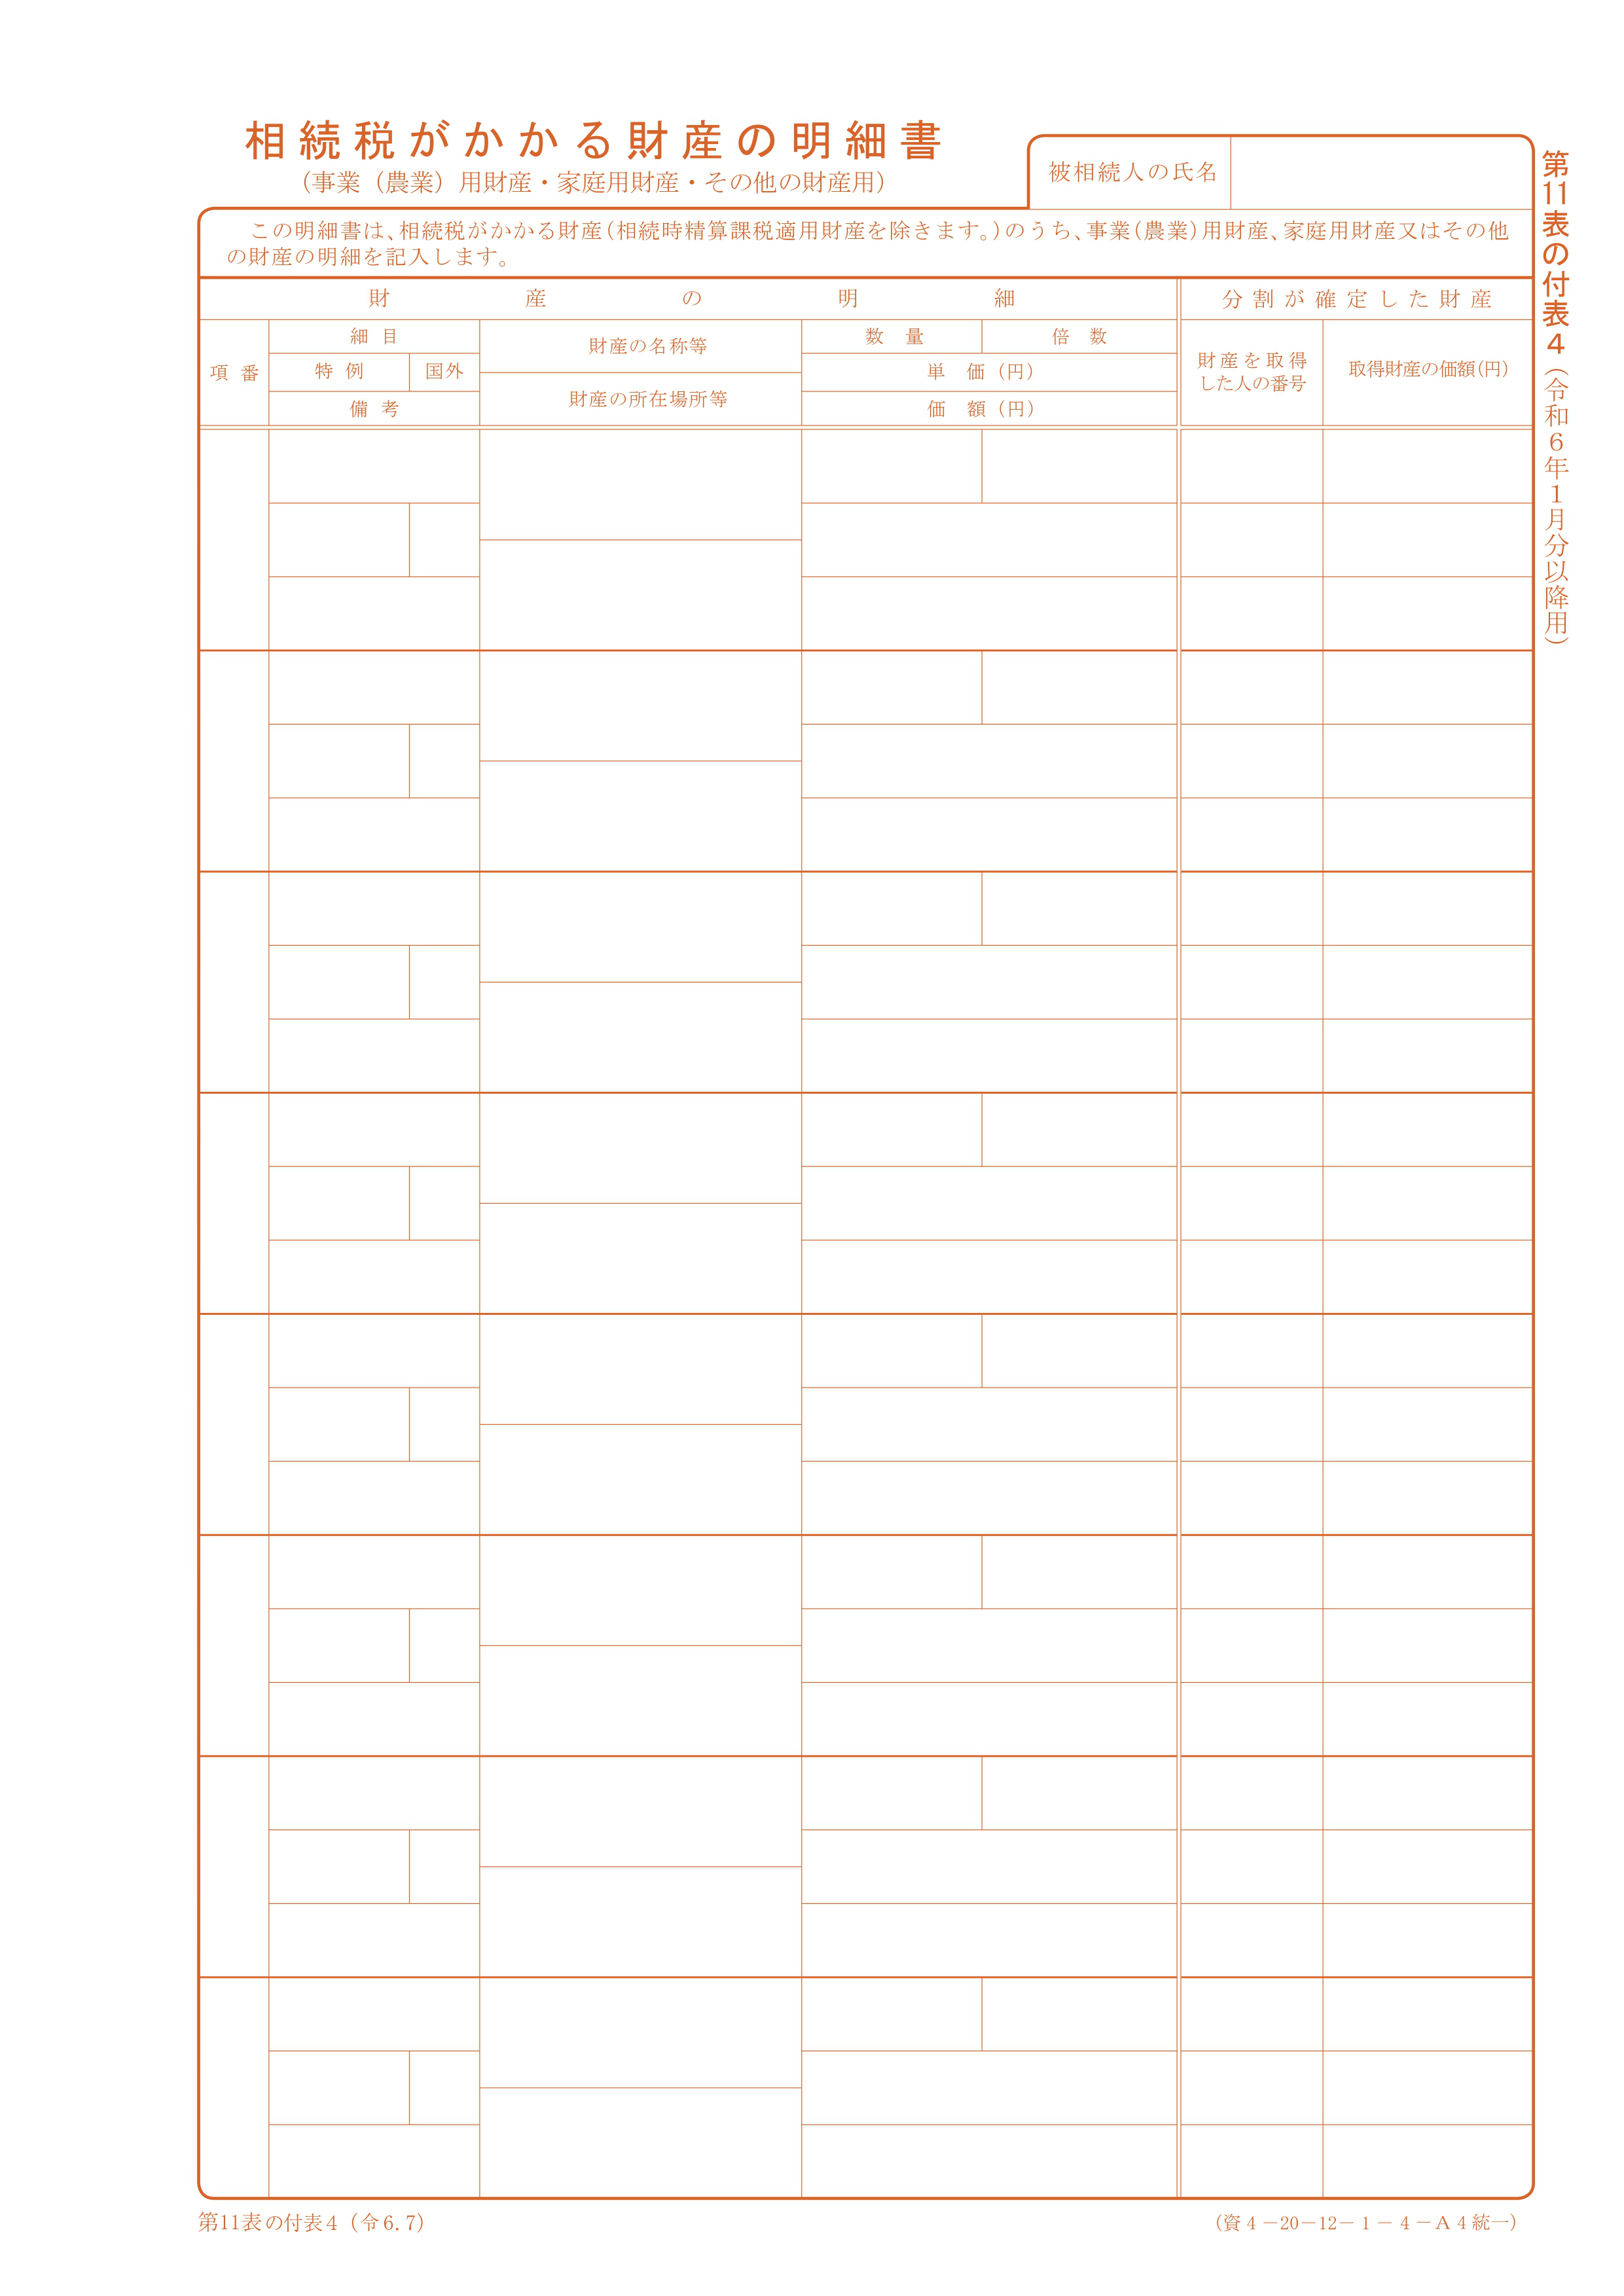 相続税がかかる財産の明細書
(事業(農業)用財産・家庭用財産・その他の財産用)
被相続人の氏名
第11表の付表4(令和6年1月分以降用)
この明細書は、相続税がかかる財産(相続時精算課税適用財産を除きます。)のうち、事業(農業)用財産、家庭用財産又はその他
の財産の明細を記入します。
財産の明細
分割が確定した財産
項番
細目
特例
国外
備考
財産の名称等
財産の所在場所等
数量
倍数
単価(円)
価額(円)
財産を取得
した人の番号
取得財産の価額(円)
第11表の付表4(令6.7)
(資4-20-12-1-4-A4統一)